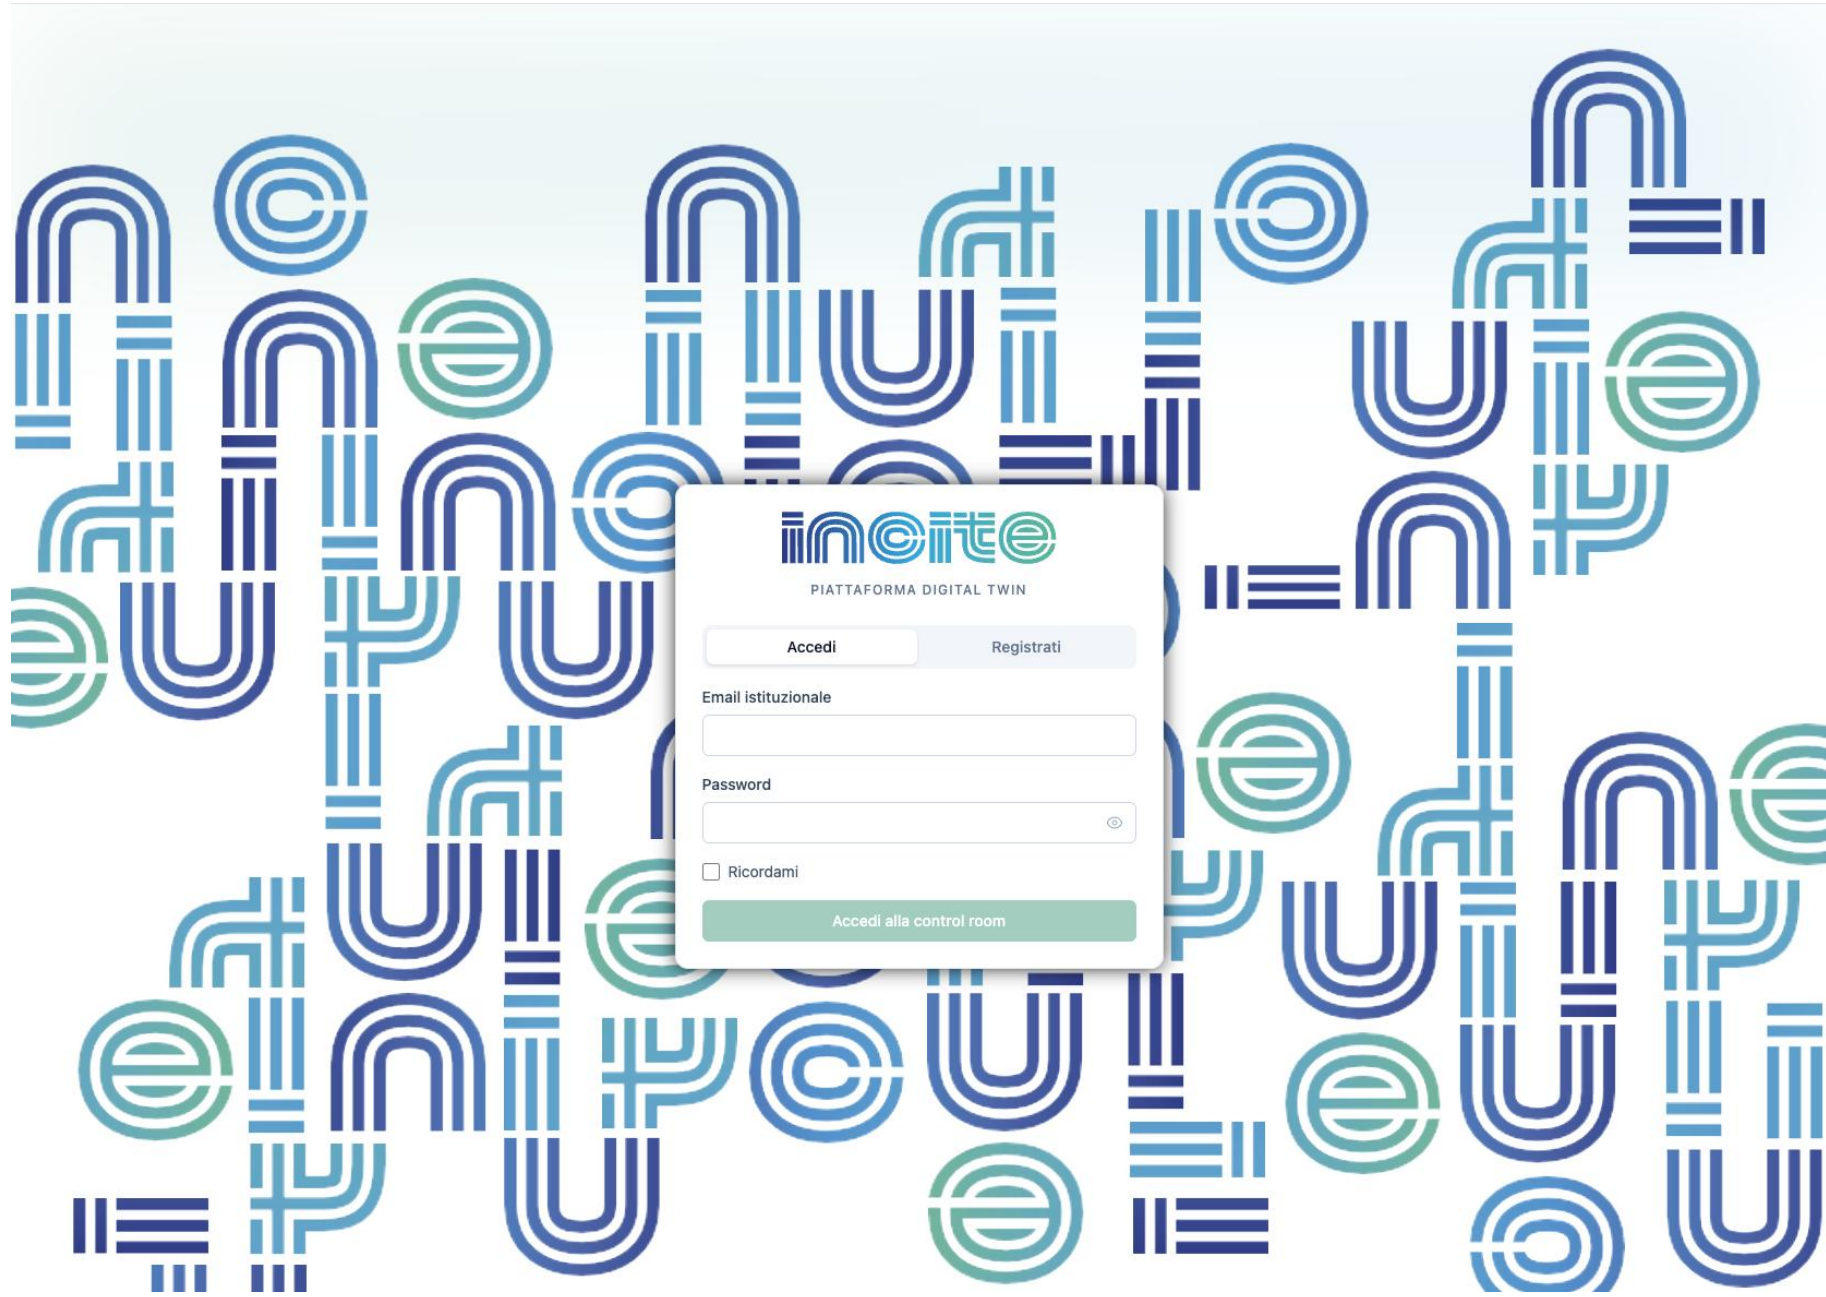 incite
PIATTAFORMA DIGITAL TWIN
Accedi
Registrati
Email istituzionale
Password
Ricordami
Accedi alla control room